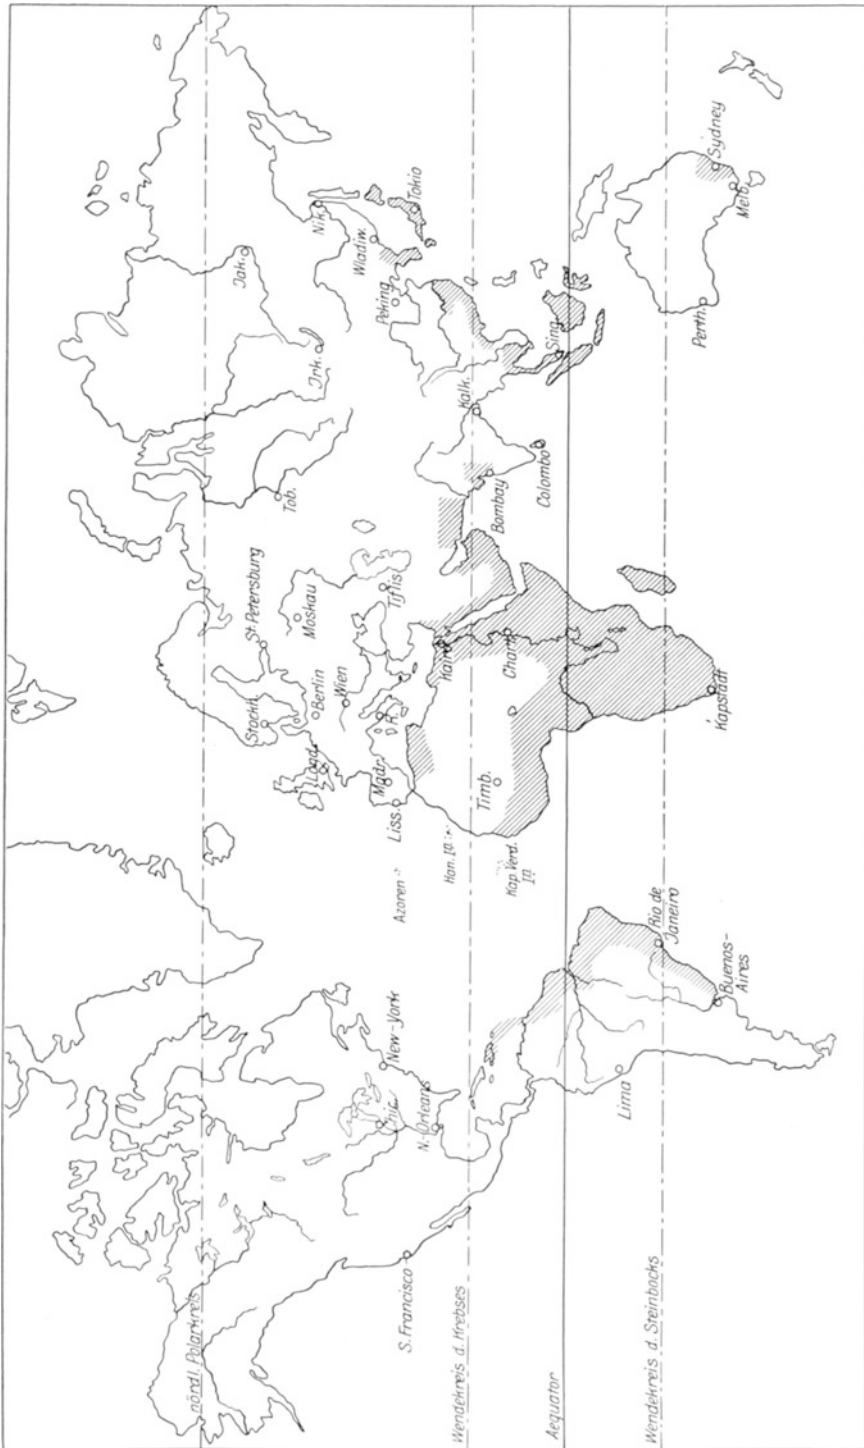 nördl. Polarkreis
Wendekreis d. Krebses
Aequator
Wendekreis d. Steinbocks
S. Francisco
N.-Orleans
New-York
Lima
Buenos-
Aires
Rio de
Janeiro
Azoren
Kap Verd.
In
Liss.
Madr.
Lond.
Stockh.
Berlin
Wien
R.
St. Petersburg
Moskau
Tiflis
Kairo
Chart.
Timb.
Kapstadt
Tob.
Irk.
Jak.
Nik.
Wladiw.
Tokio
Peking
Kalk.
Bombay
Colombo
Sing.
Perth.
Melb.
Sydney